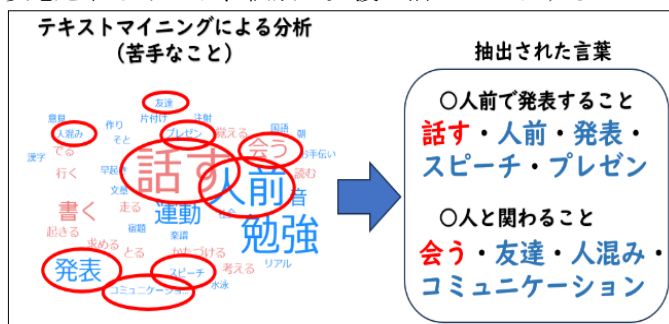 テキストマイニングによる分析
(苦手なこと)
友達
意見 作り 片付け 注射 国語 朝
人混み そと プレゼン 覚える 会う お手伝い
漢字 でる 早起き 話す 読む
行く 文章 人前 音
書く 走る 運動 勉強
起きる 宿題 楽譜
求める とる かたづける リアル
発表 スピーチ 考える
コミュニケーション 水泳
抽出された言葉
○人前で発表すること
話す・人前・発表・
スピーチ・プレゼン
○人と関わること
会う・友達・人混み・
コミュニケーション